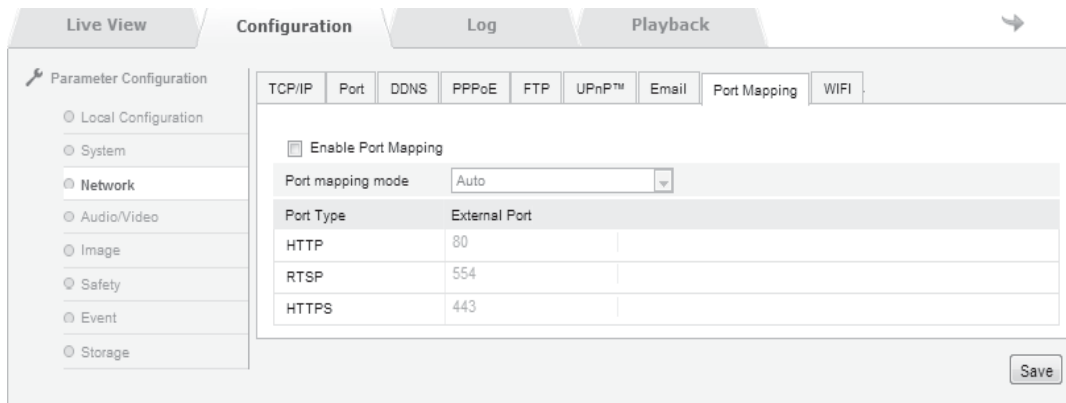 Live View Configuration Log Playback
Parameter Configuration
Local Configuration
System
Network
Audio/Video
Image
Safety
Event
Storage
TCP/IP Port DDNS PPPoE FTP UPnP™ Email Port Mapping WIFI
Enable Port Mapping
Port mapping mode Auto
Port Type External Port
HTTP 80
RTSP 554
HTTPS 443
Save